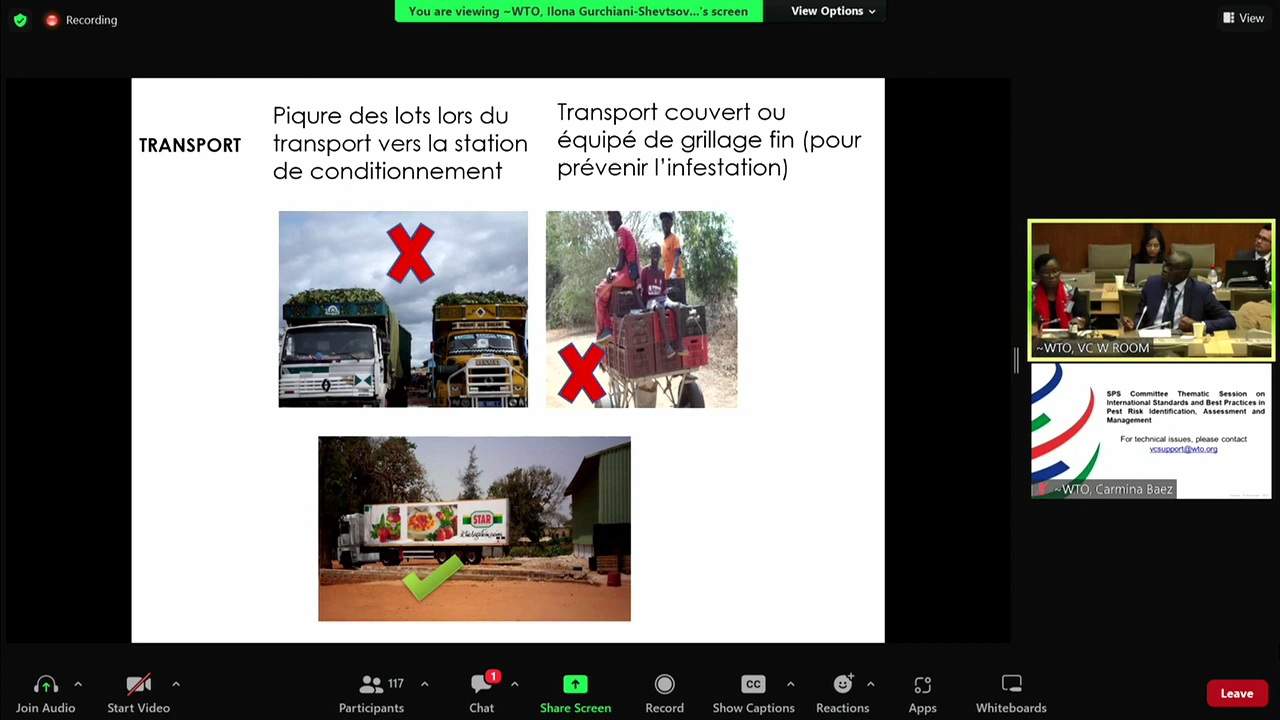 Recording
You are viewing ~WTO, Ilona Gurchiani-Shevtsov...'s screen
View Options
View
TRANSPORT
Piqure des lots lors du
transport vers la station
de conditionnement
Transport couvert ou
équipé de grillage fin (pour
prévenir l'infestation)
STAR
~WTO, VC W ROOM
SPS Committee Thematic Session on
International Standards and Best Practices in
Pest Risk Identification, Assessment and
Management
For technical issues, please contact
vcsupport@wto.org
~WTO, Carmina Baez
Join Audio
Start Video
117
Participants
1
Chat
Share Screen
Record
CC
Show Captions
Reactions
Apps
Whiteboards
Leave